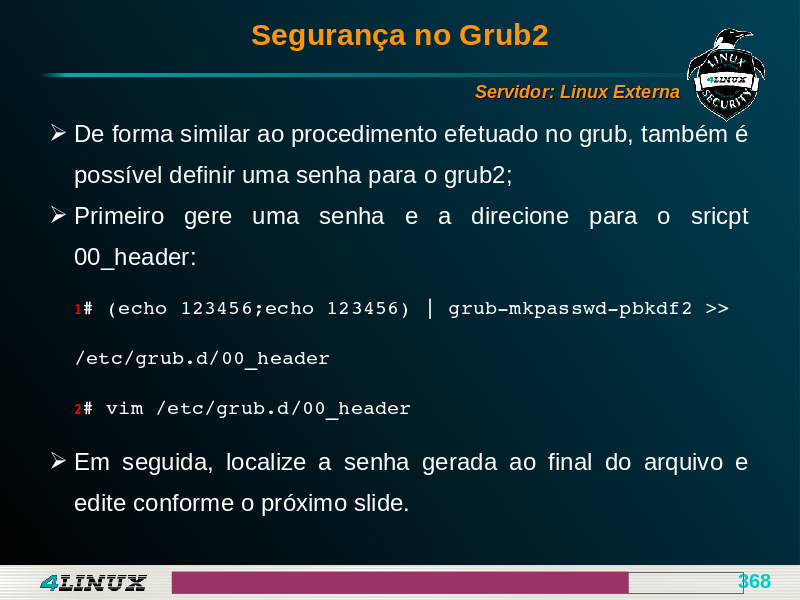 Segurança no Grub2
Servidor: Linux Externa
LINUX
4LINUX
SECURITY
➢ De forma similar ao procedimento efetuado no grub, também é
possível definir uma senha para o grub2;
➢ Primeiro gere uma senha e a direcione para o sricpt
00_header:
1# (echo 123456;echo 123456) | grub-mkpasswd-pbkdf2 >>
/etc/grub.d/00_header
2# vim /etc/grub.d/00_header
➢ Em seguida, localize a senha gerada ao final do arquivo e
edite conforme o próximo slide.
4LINUX
368